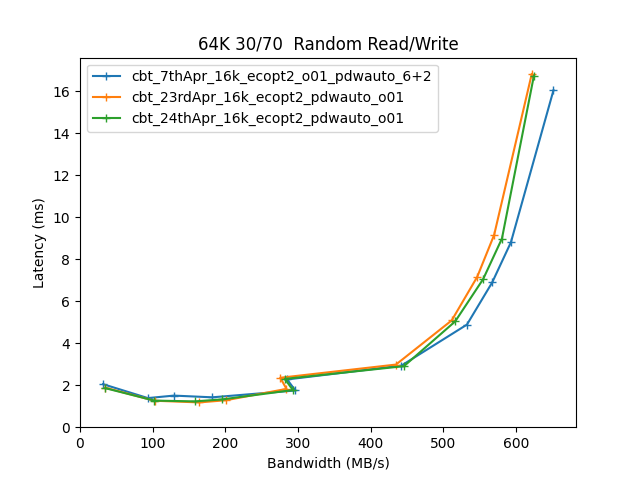 64K 30/70  Random Read/Write
cbt_7thApr_16k_ecopt2_o01_pdwauto_6+2
cbt_23rdApr_16k_ecopt2_pdwauto_o01
cbt_24thApr_16k_ecopt2_pdwauto_o01
Latency (ms)
16
14
12
10
8
6
4
2
0
0 100 200 300 400 500 600
Bandwidth (MB/s)